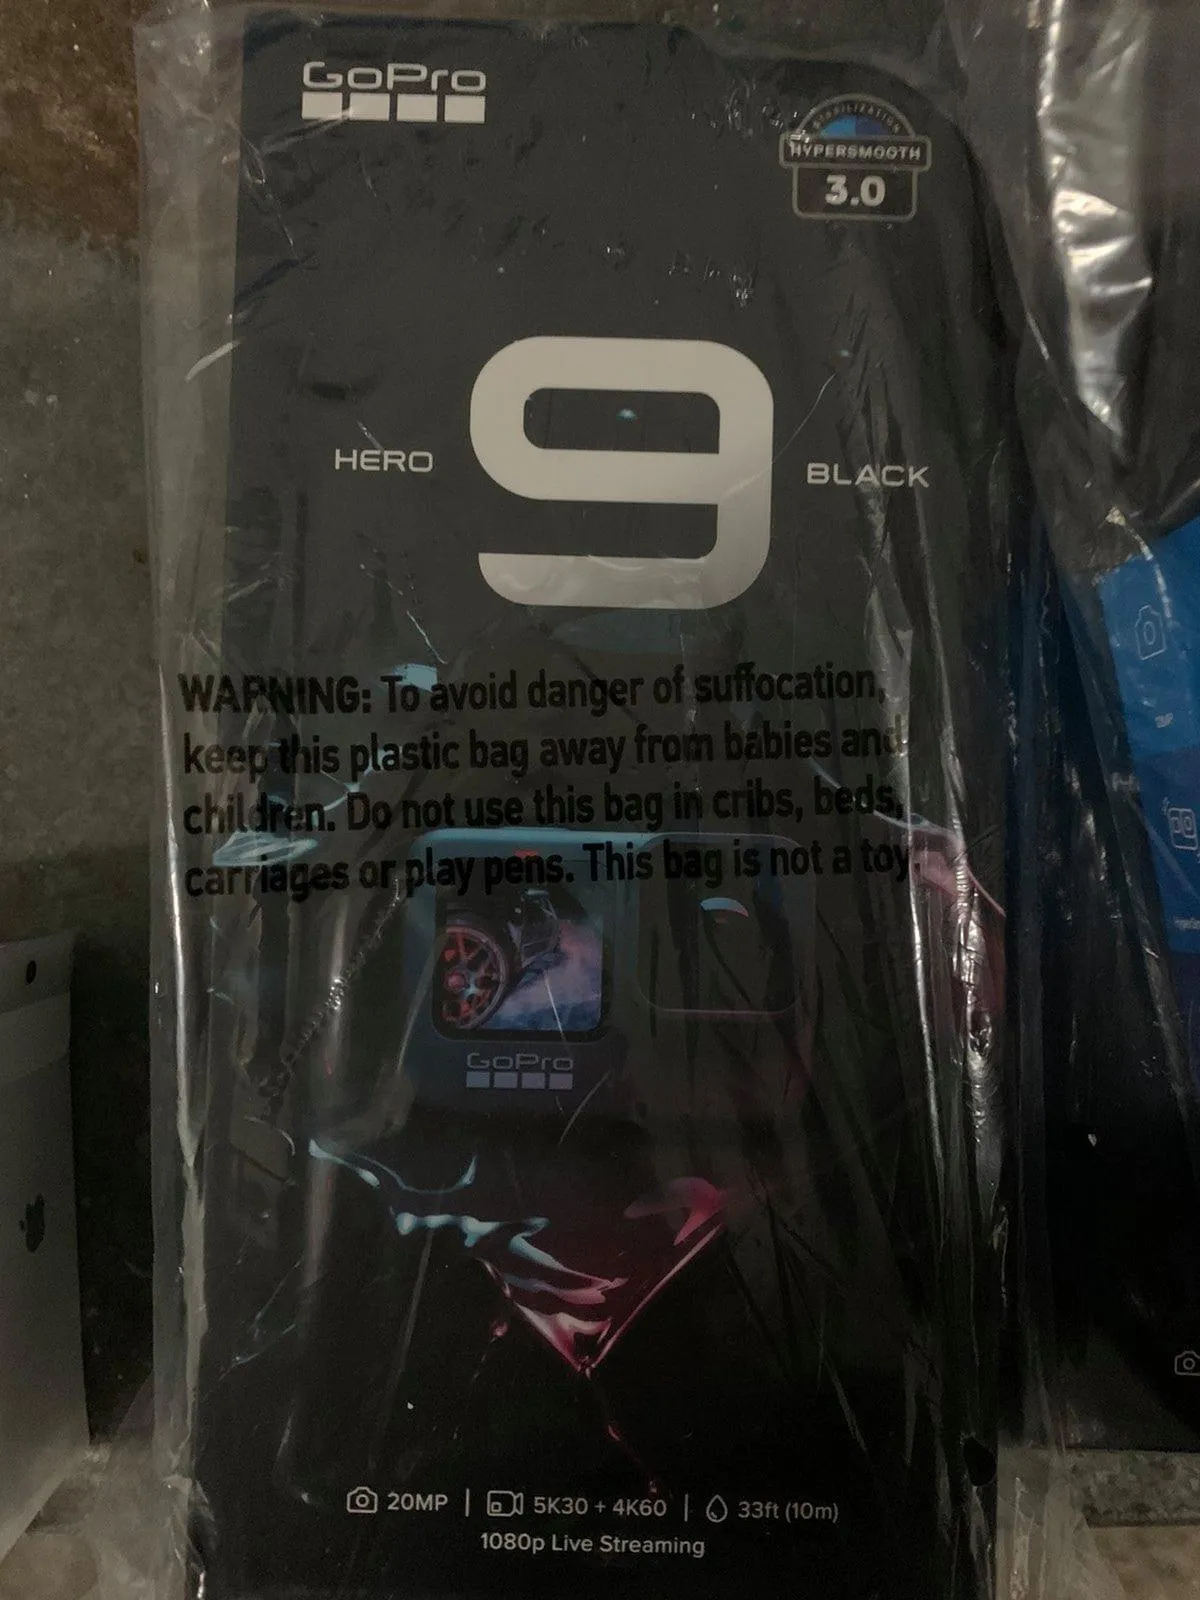 GoPro
STABILIZATION
HYPERSMOOTH
3.0
9
HERO
BLACK
WARNING: To avoid danger of suffocation,
keep this plastic bag away from babies and
children. Do not use this bag in cribs, beds,
carriages or play pens. This bag is not a toy.
GoPro
20MP | 5K30 + 4K60 | 33ft (10m)
1080p Live Streaming